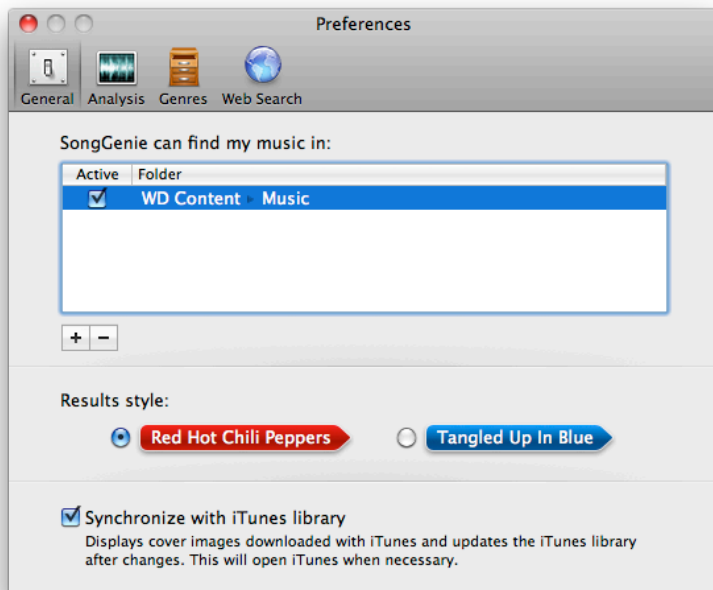 Preferences
General Analysis Genres Web Search
SongGenie can find my music in:
Active Folder
WD Content ▸ Music
+ −
Results style:
Red Hot Chili Peppers Tangled Up In Blue
Synchronize with iTunes library
Displays cover images downloaded with iTunes and updates the iTunes library
after changes. This will open iTunes when necessary.